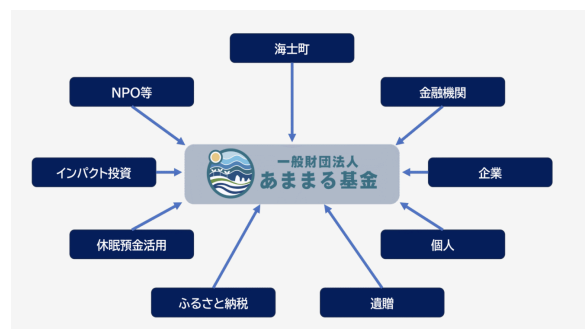 海士町
NPO等
金融機関
一般財団法人
あままる基金
インパクト投資
企業
休眠預金活用
個人
ふるさと納税
遺贈